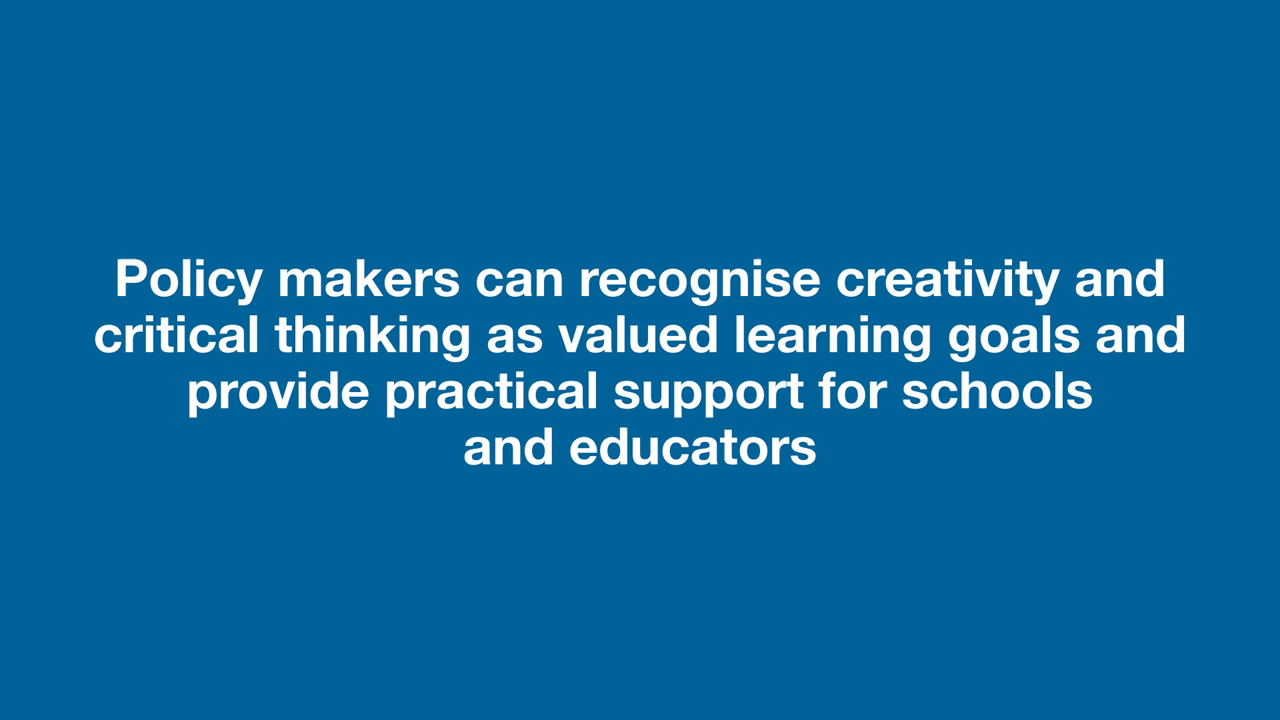 Policy makers can recognise creativity and
critical thinking as valued learning goals and
provide practical support for schools
and educators